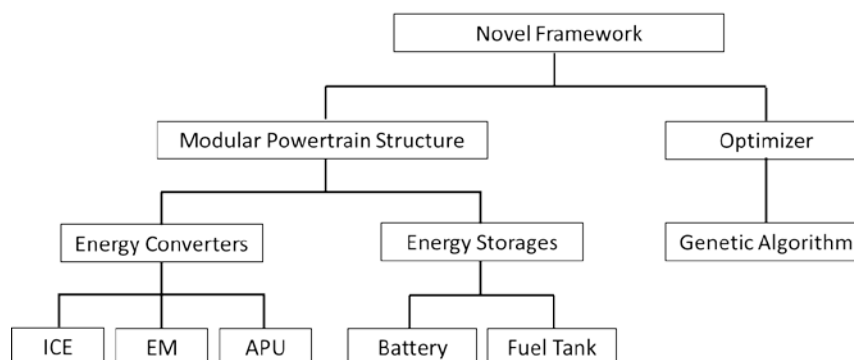 Novel Framework
Modular Powertrain Structure
Optimizer
Energy Converters
Energy Storages
Genetic Algorithm
ICE
EM
APU
Battery
Fuel Tank